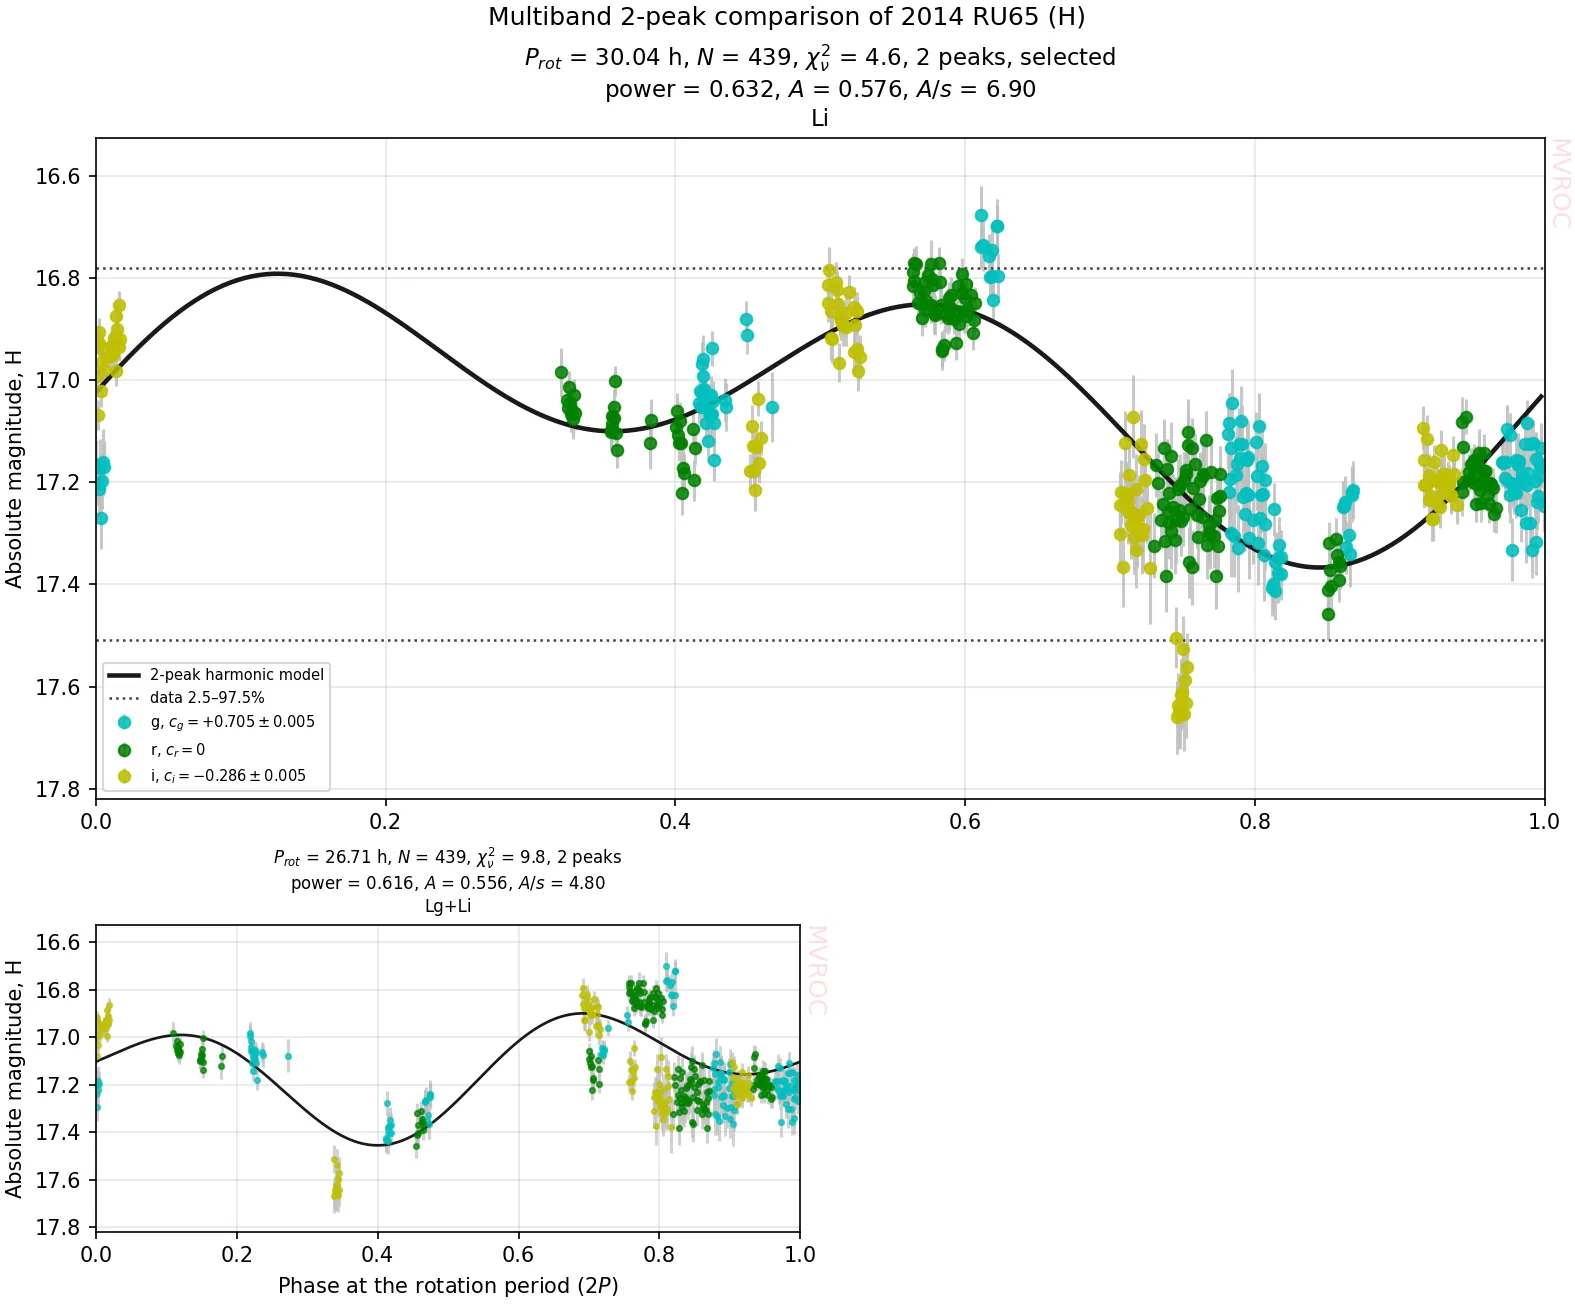 Multiband 2-peak comparison of 2014 RU65 (H)
P_rot = 30.04 h, N = 439, χ²_ν = 4.6, 2 peaks, selected
power = 0.632, A = 0.576, A/s = 6.90
Li
MVROC
Absolute magnitude, H
16.6
16.8
17.0
17.2
17.4
17.6
17.8
2-peak harmonic model
data 2.5–97.5%
g, c_g = +0.705 ± 0.005
r, c_r = 0
i, c_i = −0.286 ± 0.005
0.0 0.2 0.4 0.6 0.8 1.0
P_rot = 26.71 h, N = 439, χ²_ν = 9.8, 2 peaks
power = 0.616, A = 0.556, A/s = 4.80
Lg+Li
MVROC
Absolute magnitude, H
16.6
16.8
17.0
17.2
17.4
17.6
17.8
0.0 0.2 0.4 0.6 0.8 1.0
Phase at the rotation period (2P)